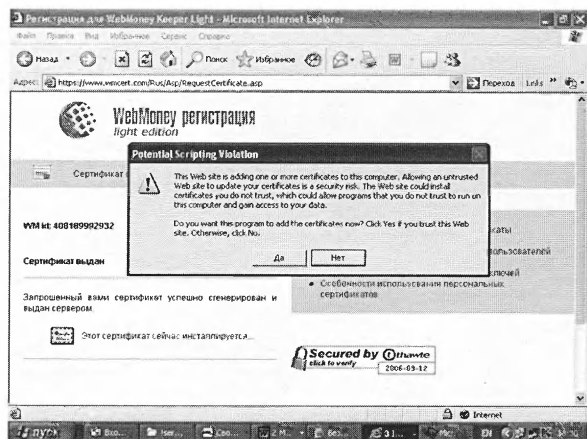 Регистрация для WebMoney Keeper Light - Microsoft Internet Explorer
Файл Правка Вид Избранное Сервис Справка
Назад Поиск Избранное
Адрес: https://www.wmcert.com/Rus/Asp/RequestCertificate.asp Переход Links »
WebMoney регистрация
light edition
Potential Scripting Violation
Сертификат
This Web site is adding one or more certificates to this computer. Allowing an untrusted
Web site to update your certificates is a security risk. The Web site could install
certificates you do not trust, which could allow programs that you do not trust to run on
this computer and gain access to your data.
Do you want this program to add the certificates now? Click Yes if you trust this Web
site. Otherwise, click No.
Да Нет
WM id: 408189992932
Сертификат выдан
Запрошенный вами сертификат успешно сгенерирован и
выдан сервером
Этот сертификат сейчас инсталлируется...
Особенности использования персональных
сертификатов
Secured by thawte
click to verify
2006-09-12
Internet
пуск
EN